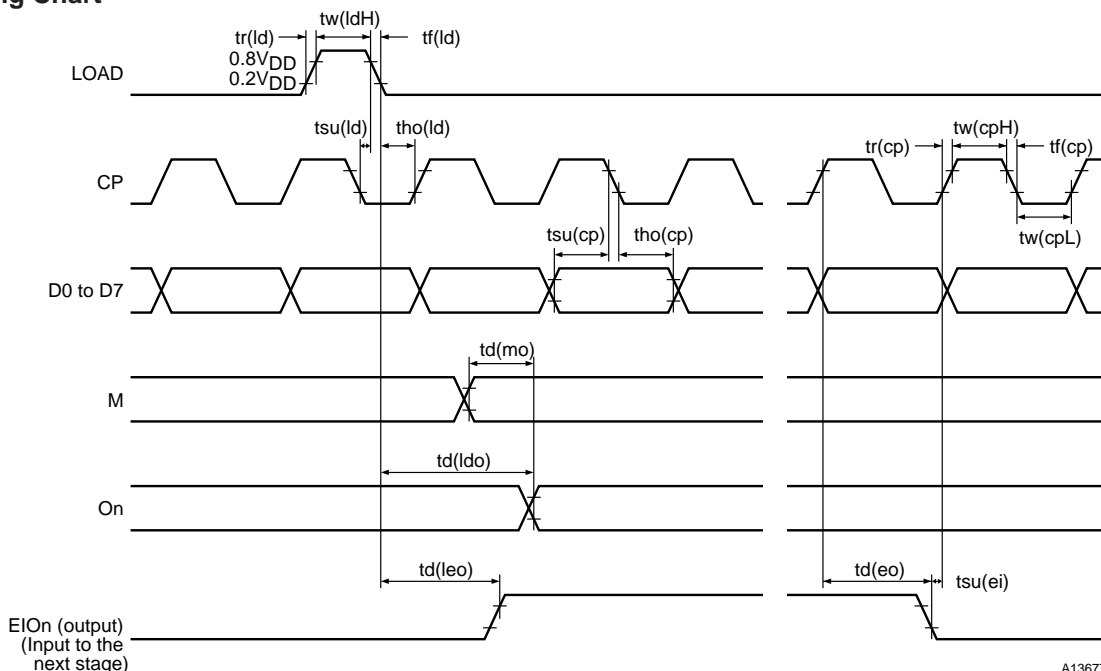 ng Chart
tw(ldH)
tr(ld)
tf(ld)
0.8VDD
0.2VDD
LOAD
tsu(ld)
tho(ld)
tr(cp)
tw(cpH)
tf(cp)
CP
tw(cpL)
tsu(cp)
tho(cp)
D0 to D7
td(mo)
M
td(ldo)
On
td(leo)
td(eo)
tsu(ei)
EIOn (output)
(Input to the
next stage)
A1367